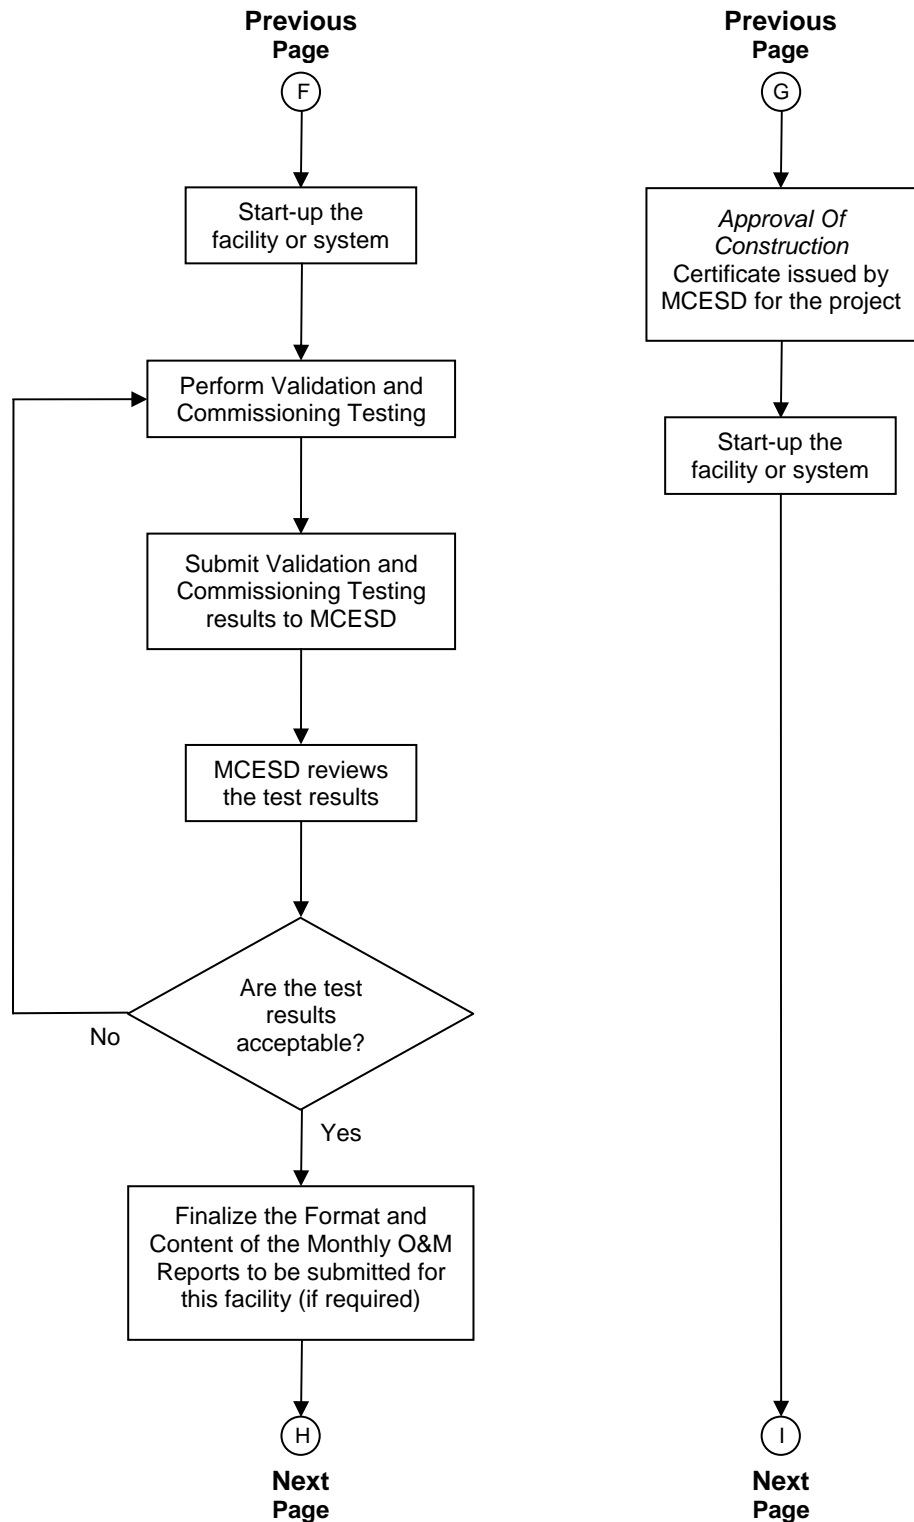 Previous
Page
F
Start-up the
facility or system
Perform Validation and
Commissioning Testing
Submit Validation and
Commissioning Testing
results to MCESD
MCESD reviews
the test results
Are the test
results
acceptable?
No
Yes
Finalize the Format and
Content of the Monthly O&M
Reports to be submitted for
this facility (if required)
H
Next
Page
Previous
Page
G
Approval Of
Construction
Certificate issued by
MCESD for the project
Start-up the
facility or system
I
Next
Page